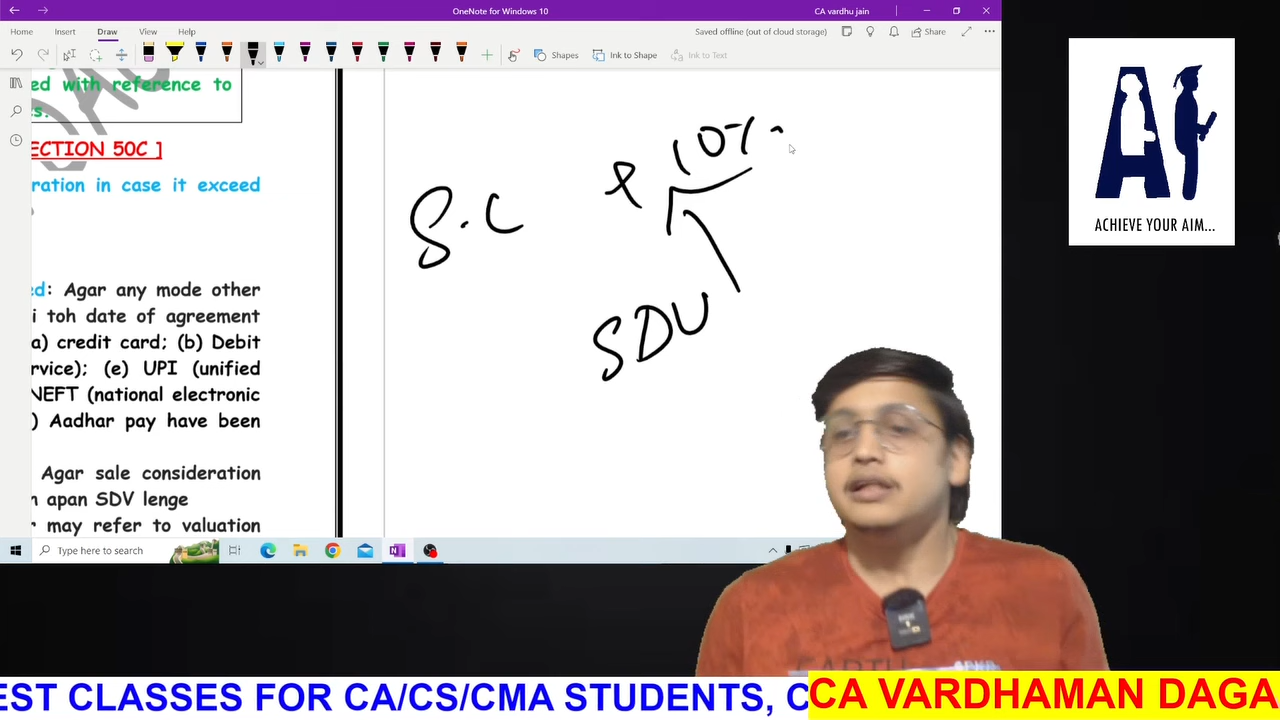 OneNote for Windows 10
CA vardhu jain
Home Insert Draw View Help
Saved offline (out of cloud storage)
Share
Shapes
Ink to Shape
Ink to Text
ed with reference to
s.
ECTION 50C ]
ration in case it exceed
ed: Agar any mode other
i toh date of agreement
a) credit card; (b) Debit
rvice); (e) UPI (unified
NEFT (national electronic
) Aadhar pay have been
Agar sale consideration
n apan SDV lenge
r may refer to valuation
10%
S.C
SDV
Type here to search
ACHIEVE YOUR AIM...
EST CLASSES FOR CA/CS/CMA STUDENTS, C
CA VARDHAMAN DAGA